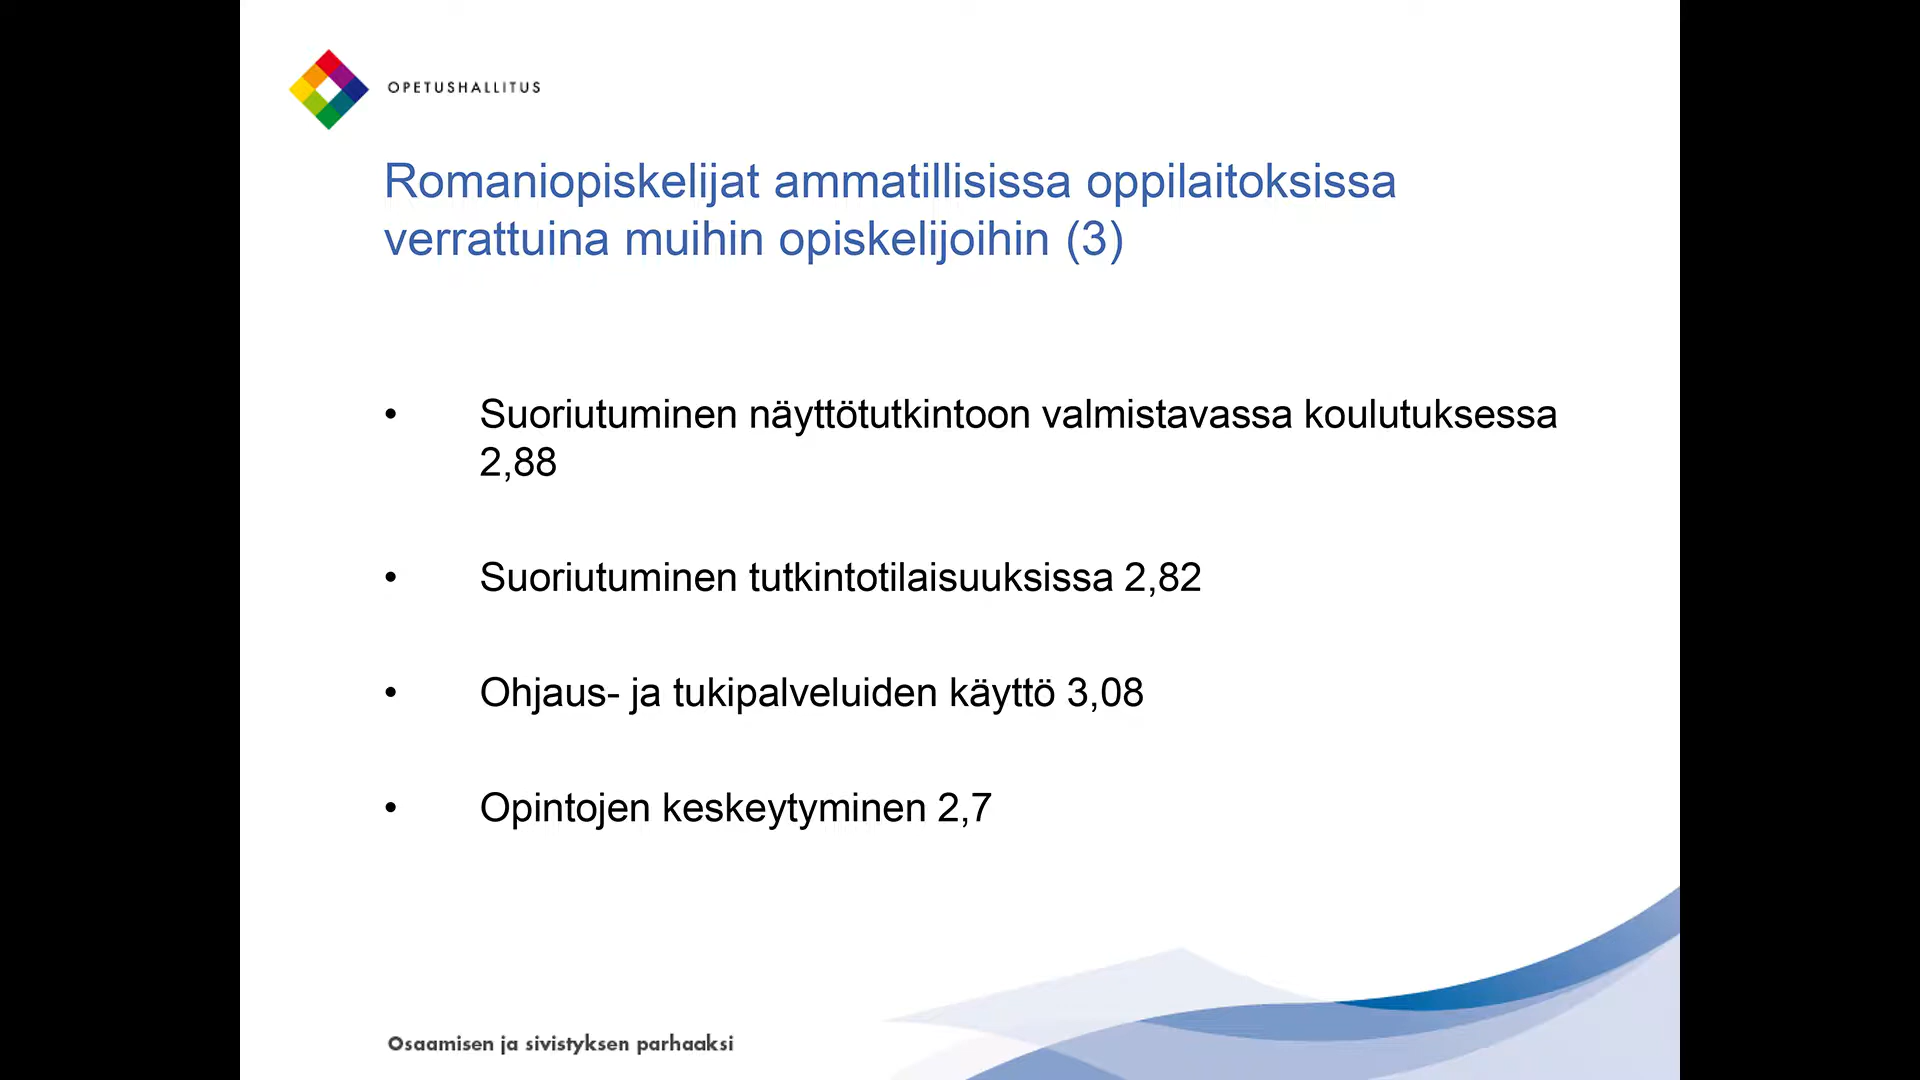 OPETUSHALLITUS
Romaniopiskelijat ammatillisissa oppilaitoksissa
verrattuina muihin opiskelijoihin (3)
• Suoriutuminen näyttötutkintoon valmistavassa koulutuksessa
2,88
• Suoriutuminen tutkintotilaisuuksissa 2,82
• Ohjaus- ja tukipalveluiden käyttö 3,08
• Opintojen keskeytyminen 2,7
Osaamisen ja sivistyksen parhaaksi